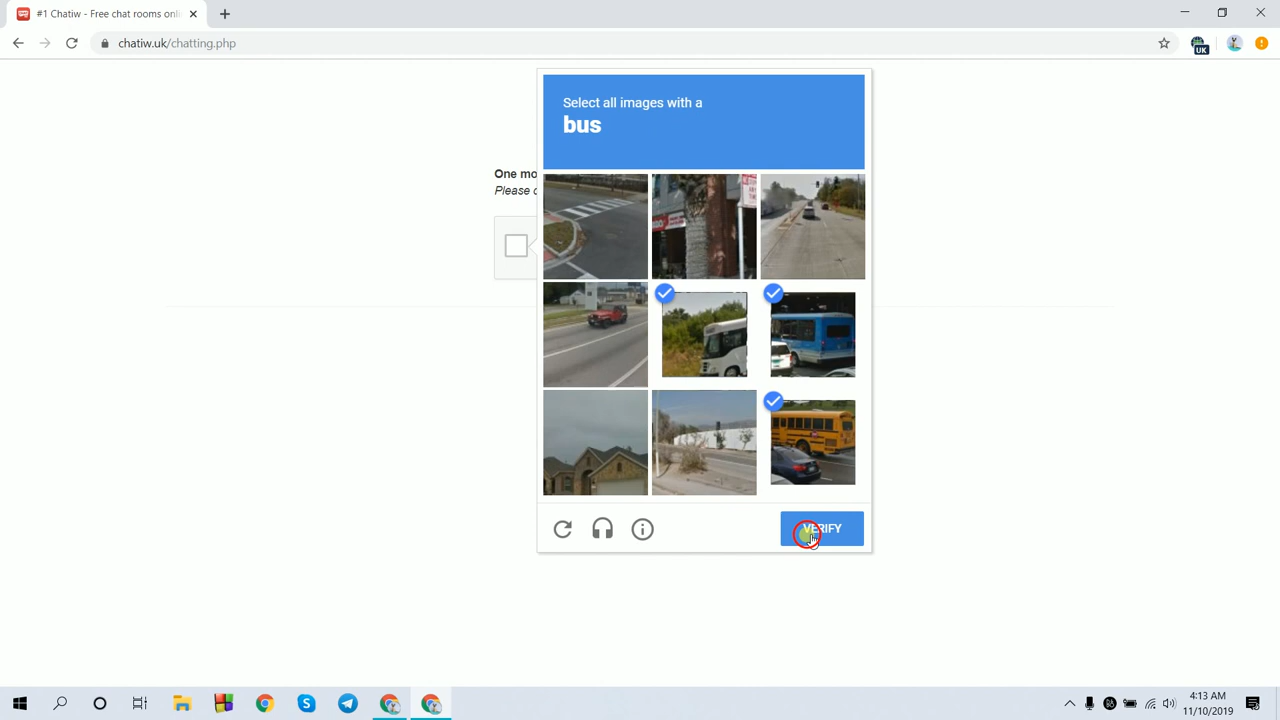 #1 Chatiw - Free chat rooms onli
chatiw.uk/chatting.php
UK
Select all images with a
bus
One mo
Please
VERIFY
4:13 AM
11/10/2019